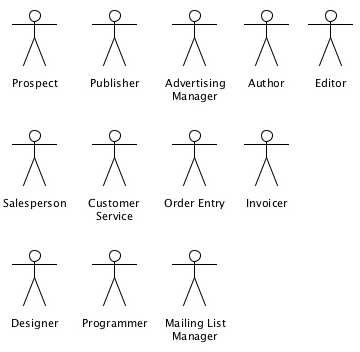 Prospect
Publisher
Advertising
Manager
Author
Editor
Salesperson
Customer
Service
Order Entry
Invoicer
Designer
Programmer
Mailing List
Manager